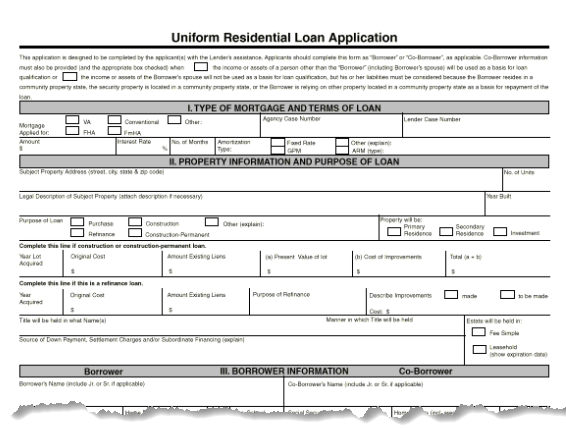 Uniform Residential Loan Application
This application is designed to be completed by the applicant(s) with the Lender's assistance. Applicants should complete this form as "Borrower" or "Co-Borrower", as applicable. Co-Borrower information
must also be provided (and the appropriate box checked) when the income or assets of a person other than the "Borrower" (including Borrower's spouse) will be used as a basis for loan
qualification or the income or assets of the Borrower's spouse will not be used as a basis for loan qualification, but his or her liabilities must be considered because the Borrower resides in a
community property state, the security property is located in a community property state, or the Borrower is relying on other property located in a community property state as a basis for repayment of the
loan.
I. TYPE OF MORTGAGE AND TERMS OF LOAN
Mortgage Applied for: VA Conventional Other: Agency Case Number Lender Case Number
FHA FmHA
Amount $ Interest Rate % No. of Months Amortization Type: Fixed Rate Other (explain):
GPM ARM (type):
II. PROPERTY INFORMATION AND PURPOSE OF LOAN
Subject Property Address (street, city, state & zip code) No. of Units
Legal Description of Subject Property (attach description if necessary) Year Built
Purpose of Loan Purchase Construction Other (explain): Property will be:
Refinance Construction-Permanent Primary Residence Secondary Residence Investment
Complete this line if construction or construction-permanent loan.
Year Lot Acquired Original Cost Amount Existing Liens (a) Present Value of lot (b) Cost of Improvements Total (a + b)
$ $ $ $ $
Complete this line if this is a refinance loan.
Year Acquired Original Cost Amount Existing Liens Purpose of Refinance Describe Improvements made to be made
$ $ Cost: $
Title will be held in what Name(s) Manner in which Title will be held Estate will be held in:
Fee Simple
Source of Down Payment, Settlement Charges and/or Subordinate Financing (explain)
Leasehold (show expiration date)
Borrower III. BORROWER INFORMATION Co-Borrower
Borrower's Name (include Jr. or Sr. if applicable) Co-Borrower's Name (include Jr. or Sr. if applicable)